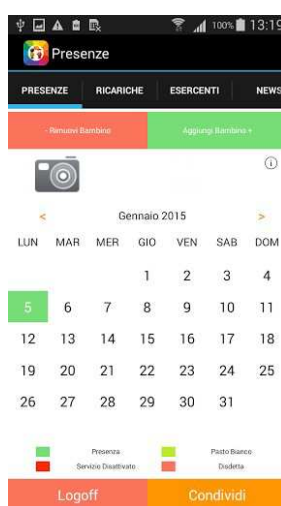 100% 13:19
Presenze
PRESENZE RICARICHE ESERCENTI NEWS
- Rimuovi Bambino Aggiungi Bambino +
< Gennaio 2015 >
LUN MAR MER GIO VEN SAB DOM
1 2 3 4
5 6 7 8 9 10 11
12 13 14 15 16 17 18
19 20 21 22 23 24 25
26 27 28 29 30 31
Presenza Pasto Bianco
Servizio Disattivato Disdetta
Logoff Condividi